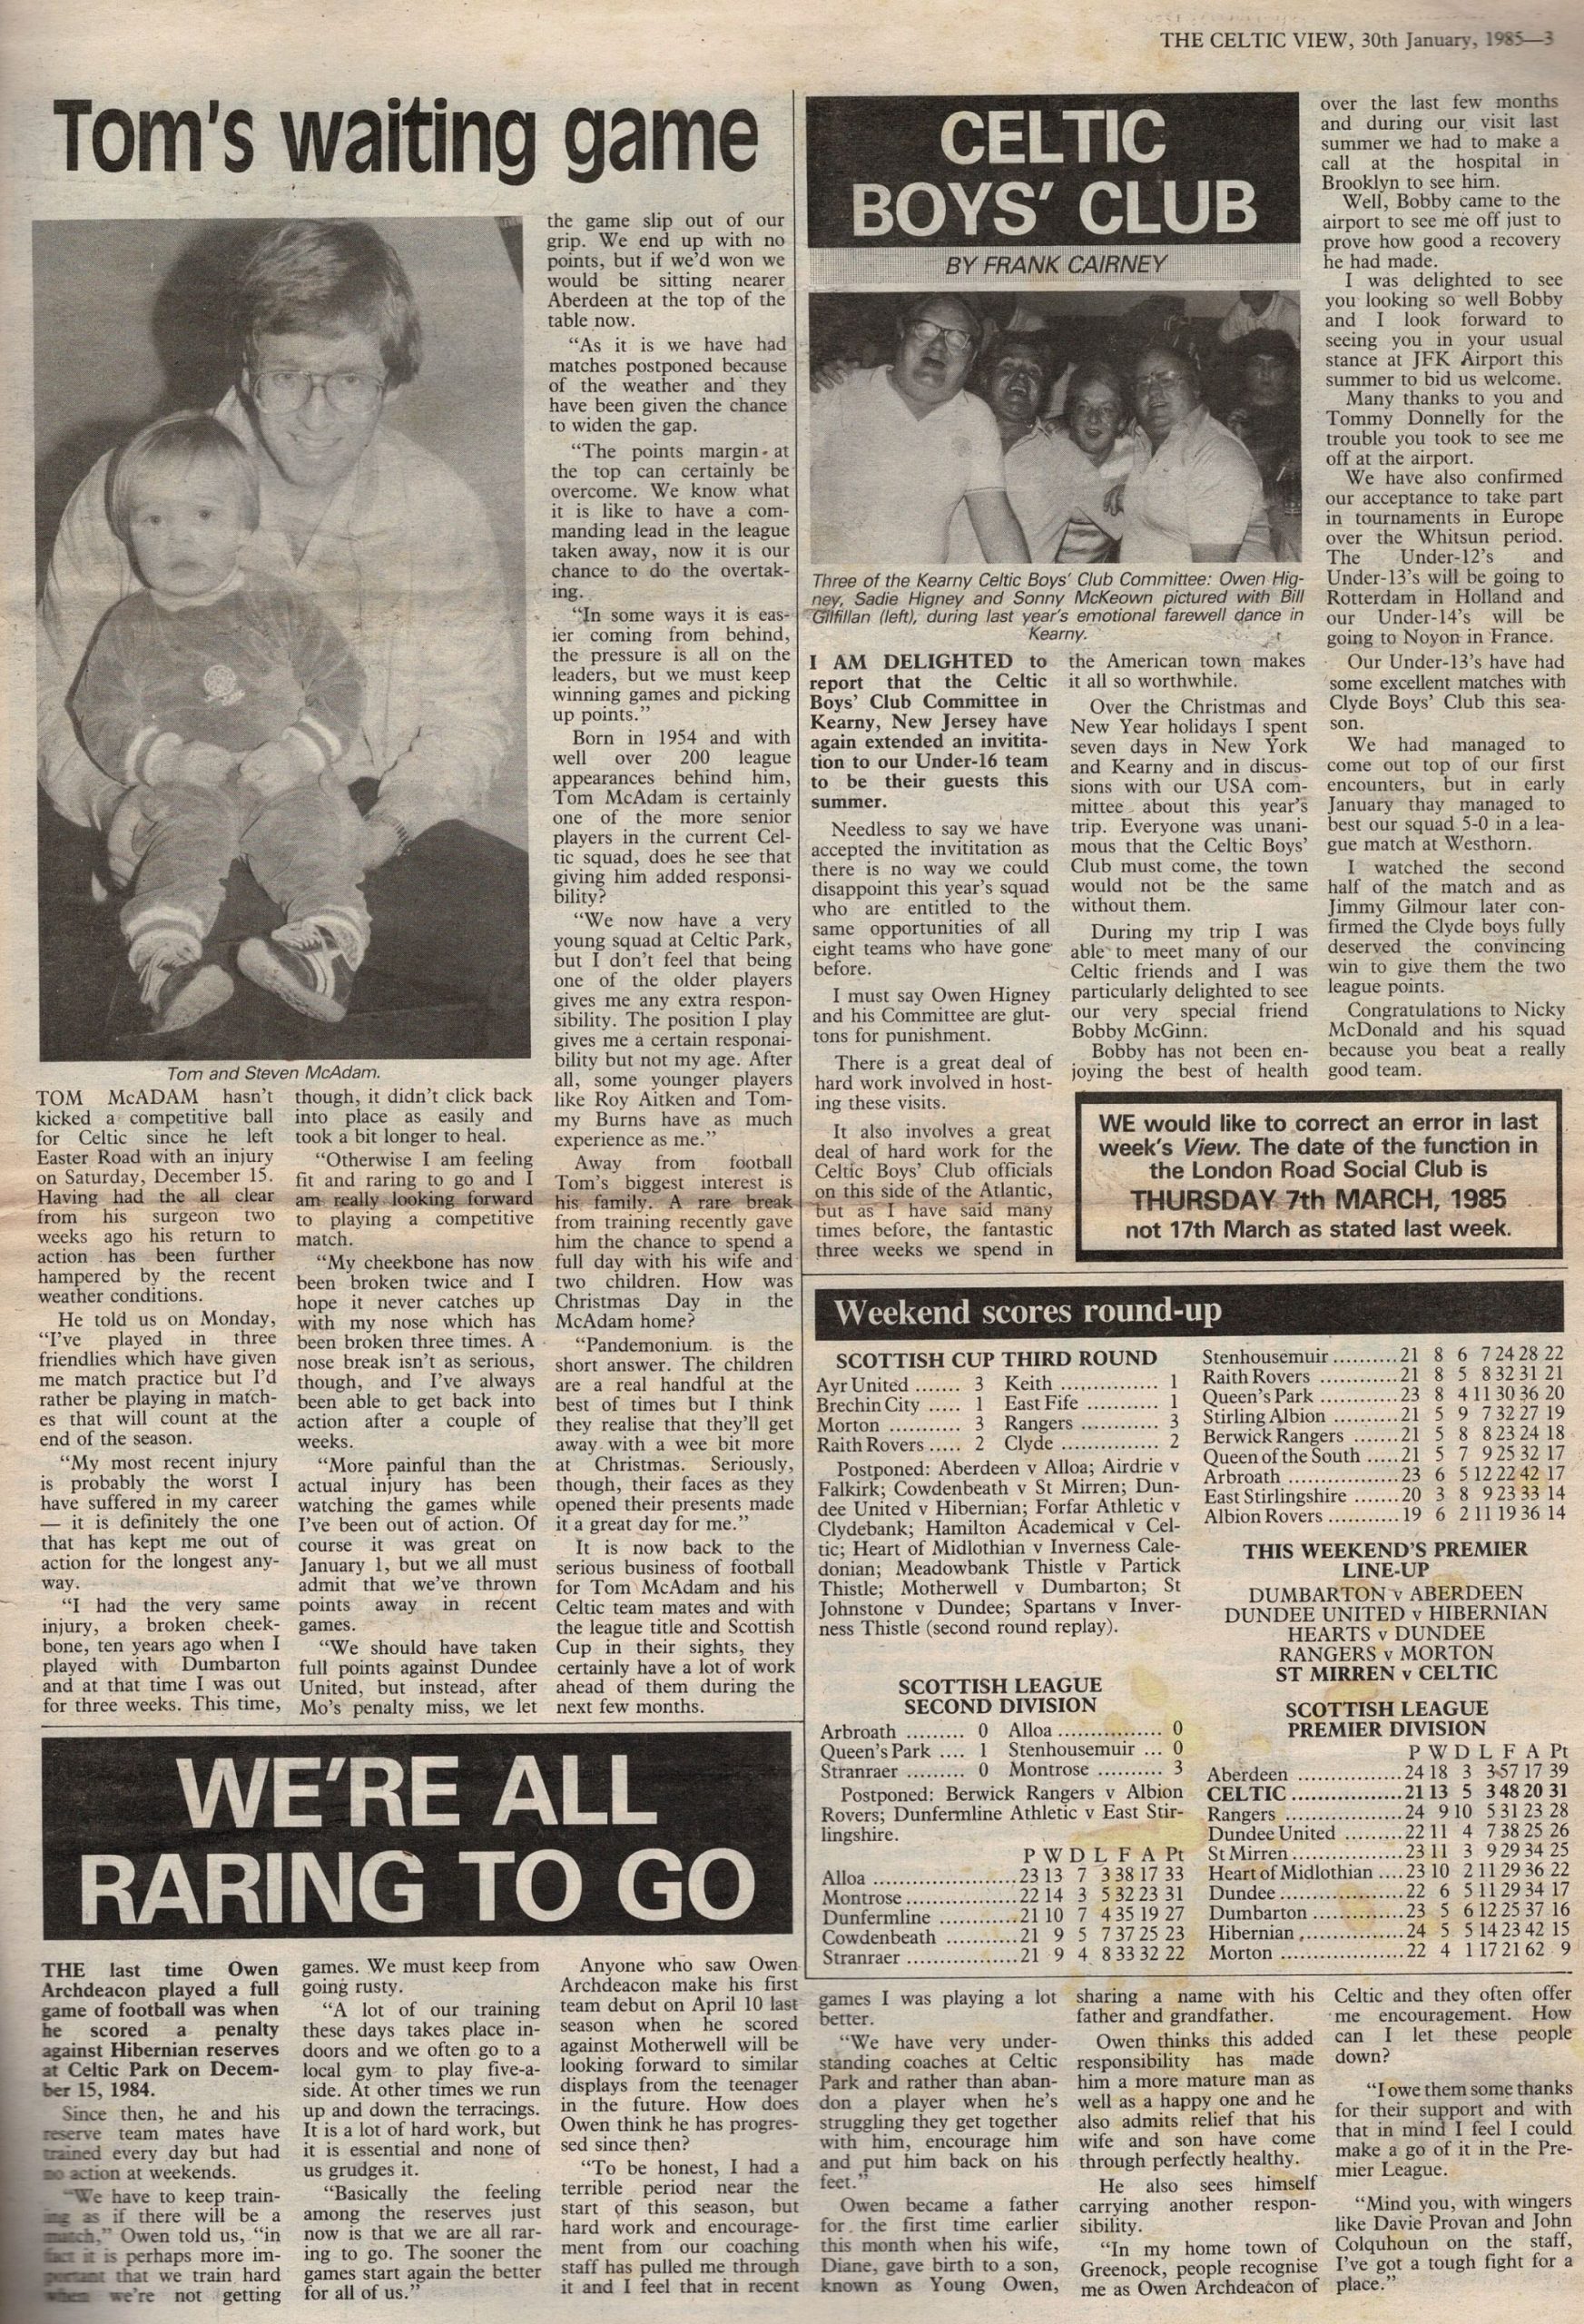 THE CELTIC VIEW, 30th January, 1985—3
Tom's waiting game
Tom and Steven McAdam.
TOM McADAM hasn't
kicked a competitive ball
for Celtic since he left
Easter Road with an injury
on Saturday, December 15.
Having had the all clear
from his surgeon two
weeks ago his return to
action has been further
hampered by the recent
weather conditions.
He told us on Monday,
“I've played in three
friendlies which have given
me match practice but I'd
rather be playing in match-
es that will count at the
end of the season.
“My most recent injury
is probably the worst I
have suffered in my career
— it is definitely the one
that has kept me out of
action for the longest any-
way.
“I had the very same
injury, a broken cheek-
bone, ten years ago when I
played with Dumbarton
and at that time I was out
for three weeks. This time,
though, it didn't click back
into place as easily and
took a bit longer to heal.
“Otherwise I am feeling
fit and raring to go and I
am really looking forward
to playing a competitive
match.
“My cheekbone has now
been broken twice and I
hope it never catches up
with my nose which has
been broken three times. A
nose break isn't as serious,
though, and I've always
been able to get back into
action after a couple of
weeks.
“More painful than the
actual injury has been
watching the games while
I've been out of action. Of
course it was great on
January 1, but we all must
admit that we've thrown
points away in recent
games.
“We should have taken
full points against Dundee
United, but instead, after
Mo's penalty miss, we let
the game slip out of our
grip. We end up with no
points, but if we'd won we
would be sitting nearer
Aberdeen at the top of the
table now.
“As it is we have had
matches postponed because
of the weather and they
have been given the chance
to widen the gap.
“The points margin at
the top can certainly be
overcome. We know what
it is like to have a com-
manding lead in the league
taken away, now it is our
chance to do the overtak-
ing.
“In some ways it is eas-
ier coming from behind,
the pressure is all on the
leaders, but we must keep
winning games and picking
up points.”
Born in 1954 and with
well over 200 league
appearances behind him,
Tom McAdam is certainly
one of the more senior
players in the current Cel-
tic squad, does he see that
giving him added responsi-
bility?
“We now have a very
young squad at Celtic Park,
but I don't feel that being
one of the older players
gives me any extra respon-
sibility. The position I play
gives me a certain responai-
bility but not my age. After
all, some younger players
like Roy Aitken and Tom-
my Burns have as much
experience as me.”
Away from football
Tom's biggest interest is
his family. A rare break
from training recently gave
him the chance to spend a
full day with his wife and
two children. How was
Christmas Day in the
McAdam home?
“Pandemonium is the
short answer. The children
are a real handful at the
best of times but I think
they realise that they'll get
away with a wee bit more
at Christmas. Seriously,
though, their faces as they
opened their presents made
it a great day for me.”
It is now back to the
serious business of football
for Tom McAdam and his
Celtic team mates and with
the league title and Scottish
Cup in their sights, they
certainly have a lot of work
ahead of them during the
next few months.
CELTIC
BOYS' CLUB
BY FRANK CAIRNEY
Three of the Kearny Celtic Boys' Club Committee: Owen Hig-
ney, Sadie Higney and Sonny McKeown pictured with Bill
Gilfillan (left), during last year's emotional farewell dance in
Kearny.
I AM DELIGHTED to
report that the Celtic
Boys' Club Committee in
Kearny, New Jersey have
again extended an invitita-
tion to our Under-16 team
to be their guests this
summer.
Needless to say we have
accepted the invititation as
there is no way we could
disappoint this year's squad
who are entitled to the
same opportunities of all
eight teams who have gone
before.
I must say Owen Higney
and his Committee are glut-
tons for punishment.
There is a great deal of
hard work involved in host-
ing these visits.
It also involves a great
deal of hard work for the
Celtic Boys' Club officials
on this side of the Atlantic,
but as I have said many
times before, the fantastic
three weeks we spend in
the American town makes
it all so worthwhile.
Over the Christmas and
New Year holidays I spent
seven days in New York
and Kearny and in discus-
sions with our USA com-
mittee about this year's
trip. Everyone was unani-
mous that the Celtic Boys'
Club must come, the town
would not be the same
without them.
During my trip I was
able to meet many of our
Celtic friends and I was
particularly delighted to see
our very special friend
Bobby McGinn.
Bobby has not been en-
joying the best of health
over the last few months
and during our visit last
summer we had to make a
call at the hospital in
Brooklyn to see him.
Well, Bobby came to the
airport to see me off just to
prove how good a recovery
he had made.
I was delighted to see
you looking so well Bobby
and I look forward to
seeing you in your usual
stance at JFK Airport this
summer to bid us welcome.
Many thanks to you and
Tommy Donnelly for the
trouble you took to see me
off at the airport.
We have also confirmed
our acceptance to take part
in tournaments in Europe
over the Whitsun period.
The Under-12's and
Under-13's will be going to
Rotterdam in Holland and
our Under-14's will be
going to Noyon in France.
Our Under-13's have had
some excellent matches with
Clyde Boys' Club this sea-
son.
We had managed to
come out top of our first
encounters, but in early
January thay managed to
best our squad 5-0 in a lea-
gue match at Westhorn.
I watched the second
half of the match and as
Jimmy Gilmour later con-
firmed the Clyde boys fully
deserved the convincing
win to give them the two
league points.
Congratulations to Nicky
McDonald and his squad
because you beat a really
good team.
WE would like to correct an error in last
week's View. The date of the function in
the London Road Social Club is
THURSDAY 7th MARCH, 1985
not 17th March as stated last week.
Weekend scores round-up
SCOTTISH CUP THIRD ROUND
Ayr United ....... 3 Keith .............. 1
Brechin City ..... 1 East Fife ........... 1
Morton ........... 3 Rangers ............ 3
Raith Rovers ..... 2 Clyde .............. 2
Postponed: Aberdeen v Alloa; Airdrie v
Falkirk; Cowdenbeath v St Mirren; Dun-
dee United v Hibernian; Forfar Athletic v
Clydebank; Hamilton Academical v Cel-
tic; Heart of Midlothian v Inverness Cale-
donian; Meadowbank Thistle v Partick
Thistle; Motherwell v Dumbarton; St
Johnstone v Dundee; Spartans v Inver-
ness Thistle (second round replay).
SCOTTISH LEAGUE
SECOND DIVISION
Arbroath ......... 0 Alloa ................ 0
Queen's Park .... 1 Stenhousemuir ... 0
Stranraer ......... 0 Montrose .......... 3
Postponed: Berwick Rangers v Albion
Rovers; Dunfermline Athletic v East Stir-
lingshire.
P W D L F A Pt
Alloa ...................... 23 13 7 3 38 17 33
Montrose ................. 22 14 3 5 32 23 31
Dunfermline ............ 21 10 7 4 35 19 27
Cowdenbeath ........... 21 9 5 7 37 25 23
Stranraer ................. 21 9 4 8 33 32 22
Stenhousemuir .......... 21 8 6 7 24 28 22
Raith Rovers ............ 21 8 5 8 32 31 21
Queen's Park ............ 23 8 4 11 30 36 20
Stirling Albion .......... 21 5 9 7 32 27 19
Berwick Rangers ....... 21 5 8 8 23 24 18
Queen of the South ..... 21 5 7 9 25 32 17
Arbroath ................. 23 6 5 12 22 42 17
East Stirlingshire ....... 20 3 8 9 23 33 14
Albion Rovers ........... 19 6 2 11 19 36 14
THIS WEEKEND'S PREMIER
LINE-UP
DUMBARTON v ABERDEEN
DUNDEE UNITED v HIBERNIAN
HEARTS v DUNDEE
RANGERS v MORTON
ST MIRREN v CELTIC
SCOTTISH LEAGUE
PREMIER DIVISION
P W D L F A Pt
Aberdeen ................ 24 18 3 3 57 17 39
CELTIC ................. 21 13 5 3 48 20 31
Rangers .................. 24 9 10 5 31 23 28
Dundee United ......... 22 11 4 7 38 25 26
St Mirren ................. 23 11 3 9 29 34 25
Heart of Midlothian .... 23 10 2 11 29 36 22
Dundee ................... 22 6 5 11 29 34 17
Dumbarton .............. 23 5 6 12 25 37 16
Hibernian ................ 24 5 5 14 23 42 15
Morton ................... 22 4 1 17 21 62 9
WE'RE ALL
RARING TO GO
THE last time Owen
Archdeacon played a full
game of football was when
he scored a penalty
against Hibernian reserves
at Celtic Park on Decem-
ber 15, 1984.
Since then, he and his
reserve team mates have
trained every day but had
no action at weekends.
“We have to keep train-
ing as if there will be a
match,” Owen told us, “in
fact it is perhaps more im-
portant that we train hard
when we're not getting
games. We must keep from
going rusty.
“A lot of our training
these days takes place in-
doors and we often go to a
local gym to play five-a-
side. At other times we run
up and down the terracings.
It is a lot of hard work, but
it is essential and none of
us grudges it.
“Basically the feeling
among the reserves just
now is that we are all rar-
ing to go. The sooner the
games start again the better
for all of us.”
Anyone who saw Owen
Archdeacon make his first
team debut on April 10 last
season when he scored
against Motherwell will be
looking forward to similar
displays from the teenager
in the future. How does
Owen think he has progres-
sed since then?
“To be honest, I had a
terrible period near the
start of this season, but
hard work and encourage-
ment from our coaching
staff has pulled me through
it and I feel that in recent
games I was playing a lot
better.
“We have very under-
standing coaches at Celtic
Park and rather than aban-
don a player when he's
struggling they get together
with him, encourage him
and put him back on his
feet.”
Owen became a father
for the first time earlier
this month when his wife,
Diane, gave birth to a son,
known as Young Owen,
sharing a name with his
father and grandfather.
Owen thinks this added
responsibility has made
him a more mature man as
well as a happy one and he
also admits relief that his
wife and son have come
through perfectly healthy.
He also sees himself
carrying another respon-
sibility.
“In my home town of
Greenock, people recognise
me as Owen Archdeacon of
Celtic and they often offer
me encouragement. How
can I let these people
down?
“I owe them some thanks
for their support and with
that in mind I feel I could
make a go of it in the Pre-
mier League.
“Mind you, with wingers
like Davie Provan and John
Colquhoun on the staff,
I've got a tough fight for a
place.”